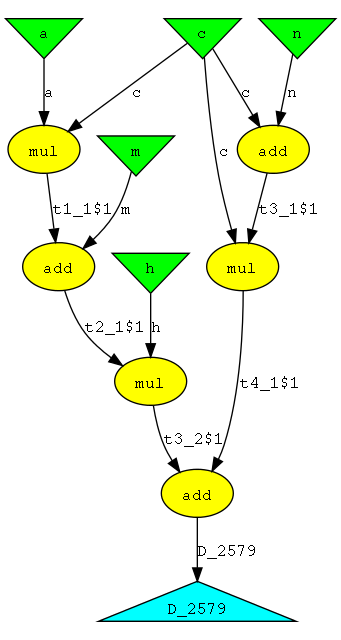 a
c
n
a
c
c
n
mul
m
c
add
t1_1$1
m
t3_1$1
add
h
mul
t2_1$1
h
mul
t4_1$1
t3_2$1
add
D_2579
D_2579